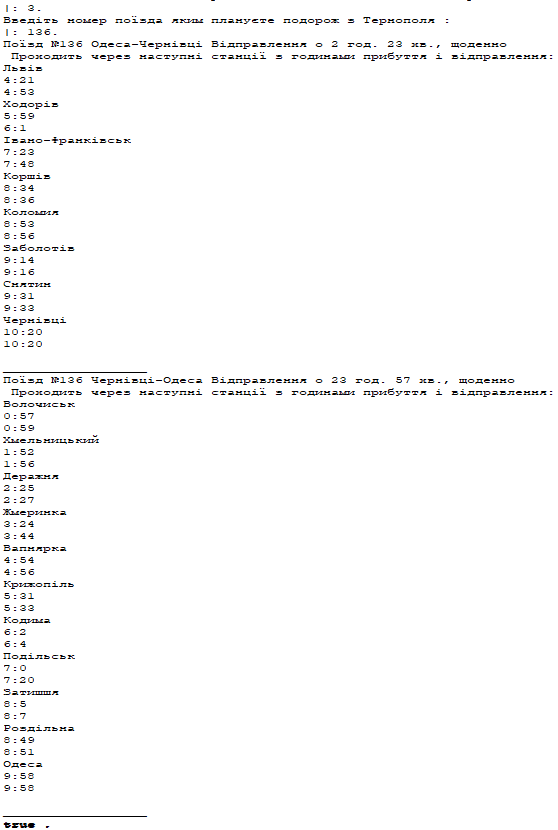 |: 3.
Введіть номер поїзда яким плануєте подорож з Тернополя :
|: 136.
Поїзд №136 Одеса-Чернівці Відправлення о 2 год. 23 хв., щоденно
Проходить через наступні станції з годинами прибуття і відправлення:
Львів
4:21
4:53
Ходорів
5:59
6:1
Івано-Франківськ
7:23
7:48
Коршів
8:34
8:36
Коломия
8:53
8:56
Заболотів
9:14
9:16
Снятин
9:31
9:33
Чернівці
10:20
10:20
Поїзд №136 Чернівці-Одеса Відправлення о 23 год. 57 хв., щоденно
Проходить через наступні станції з годинами прибуття і відправлення:
Волочиськ
0:57
0:59
Хмельницький
1:52
1:56
Деражня
2:25
2:27
Жмеринка
3:24
3:44
Вапнярка
4:54
4:56
Крижопіль
5:31
5:33
Кодима
6:2
6:4
Подільськ
7:0
7:20
Затишшя
8:5
8:7
Роздільна
8:49
8:51
Одеса
9:58
9:58
true .